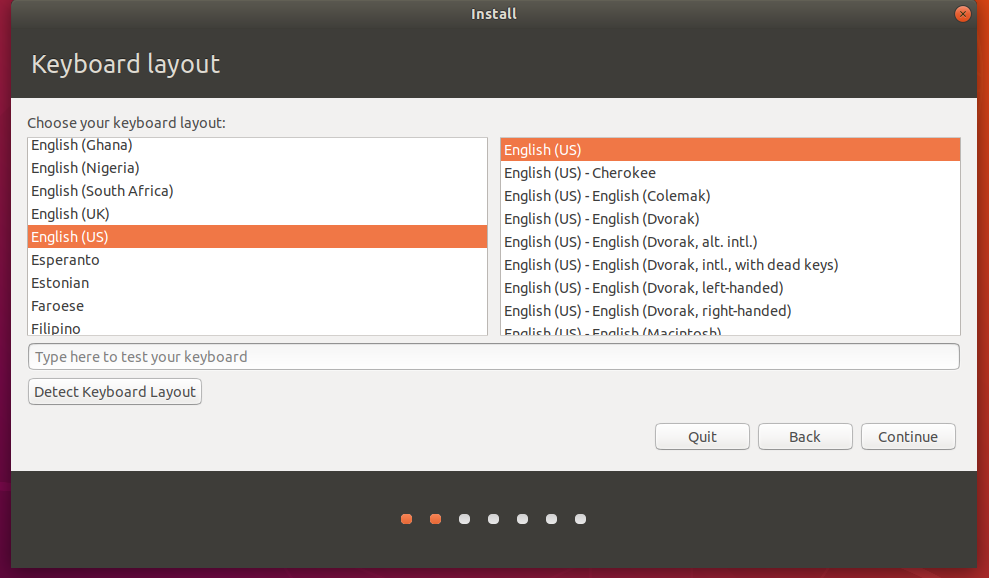 Install
Keyboard layout
Choose your keyboard layout:
English (Ghana)
English (Nigeria)
English (South Africa)
English (UK)
English (US)
Esperanto
Estonian
Faroese
Filipino
English (US)
English (US) - Cherokee
English (US) - English (Colemak)
English (US) - English (Dvorak)
English (US) - English (Dvorak, alt. intl.)
English (US) - English (Dvorak, intl., with dead keys)
English (US) - English (Dvorak, left-handed)
English (US) - English (Dvorak, right-handed)
English (US) - English (Macintosh)
Type here to test your keyboard
Detect Keyboard Layout
Quit
Back
Continue